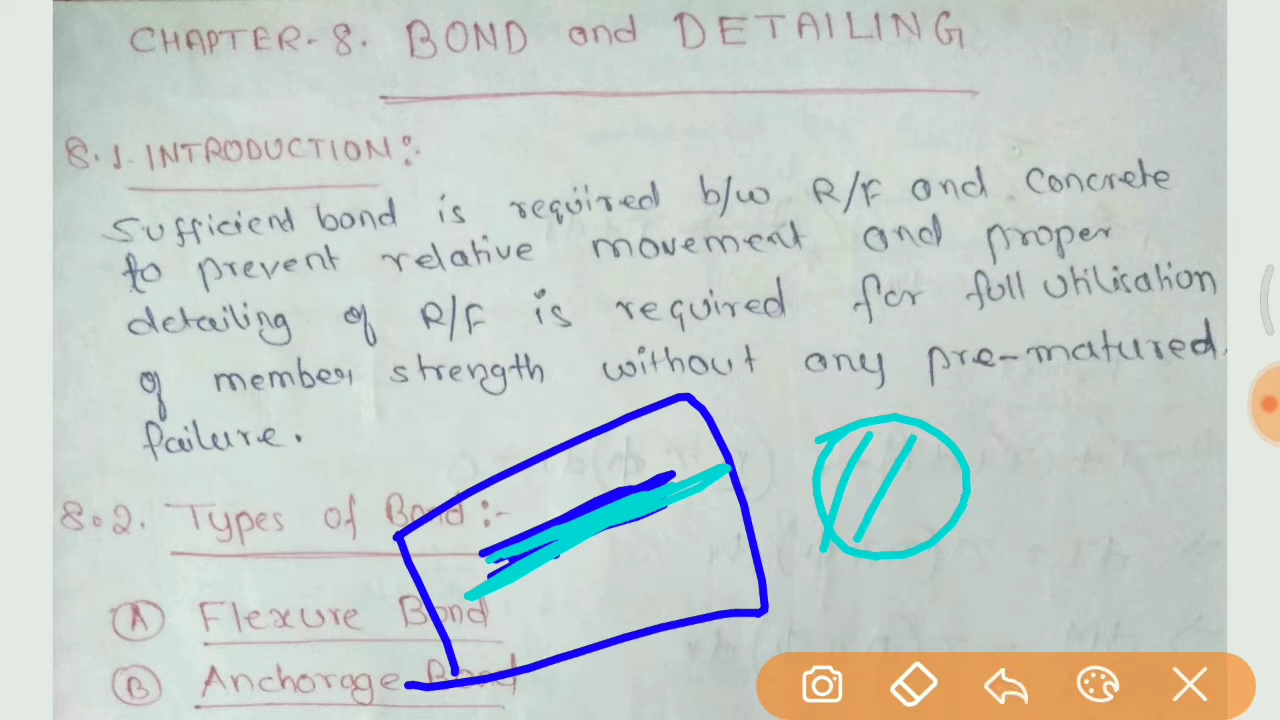 CHAPTER-8. BOND and DETAILING
8.1. INTRODUCTION:
Sufficient bond is required b/w R/F and concrete
to prevent relative movement and proper
detailing of R/F is required for full utilisation
of member strength without any pre-matured
failure.
8.2. Types of Bond:-
(A) Flexure Bond
(B) Anchorage Bond